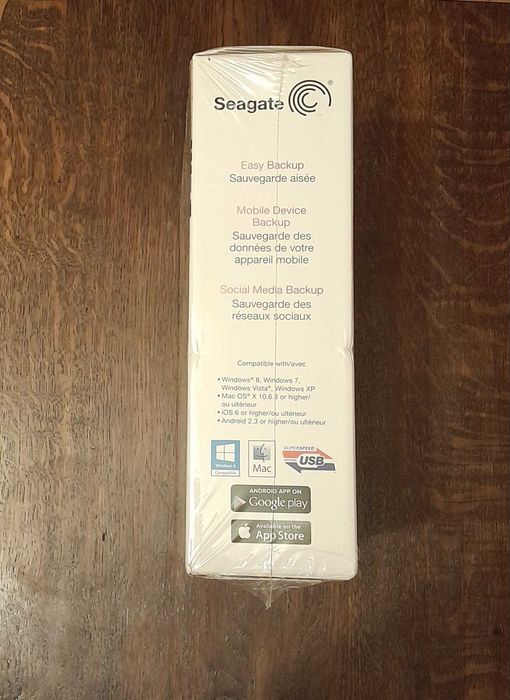 Seagate®
Easy Backup
Sauvegarde aisée
Mobile Device
Backup
Sauvegarde des
données de votre
appareil mobile
Social Media Backup
Sauvegarde des
réseaux sociaux
Compatible with/avec
• Windows® 8, Windows 7,
Windows Vista®, Windows XP
• Mac OS® X 10.6.8 or higher/
ou ultérieur
• iOS 6 or higher/ou ultérieur
• Android 2.3 or higher/ou ultérieur
Windows 8
Compatible
Mac
SUPERSPEED
USB
ANDROID APP ON
Google play
Available on the
App Store